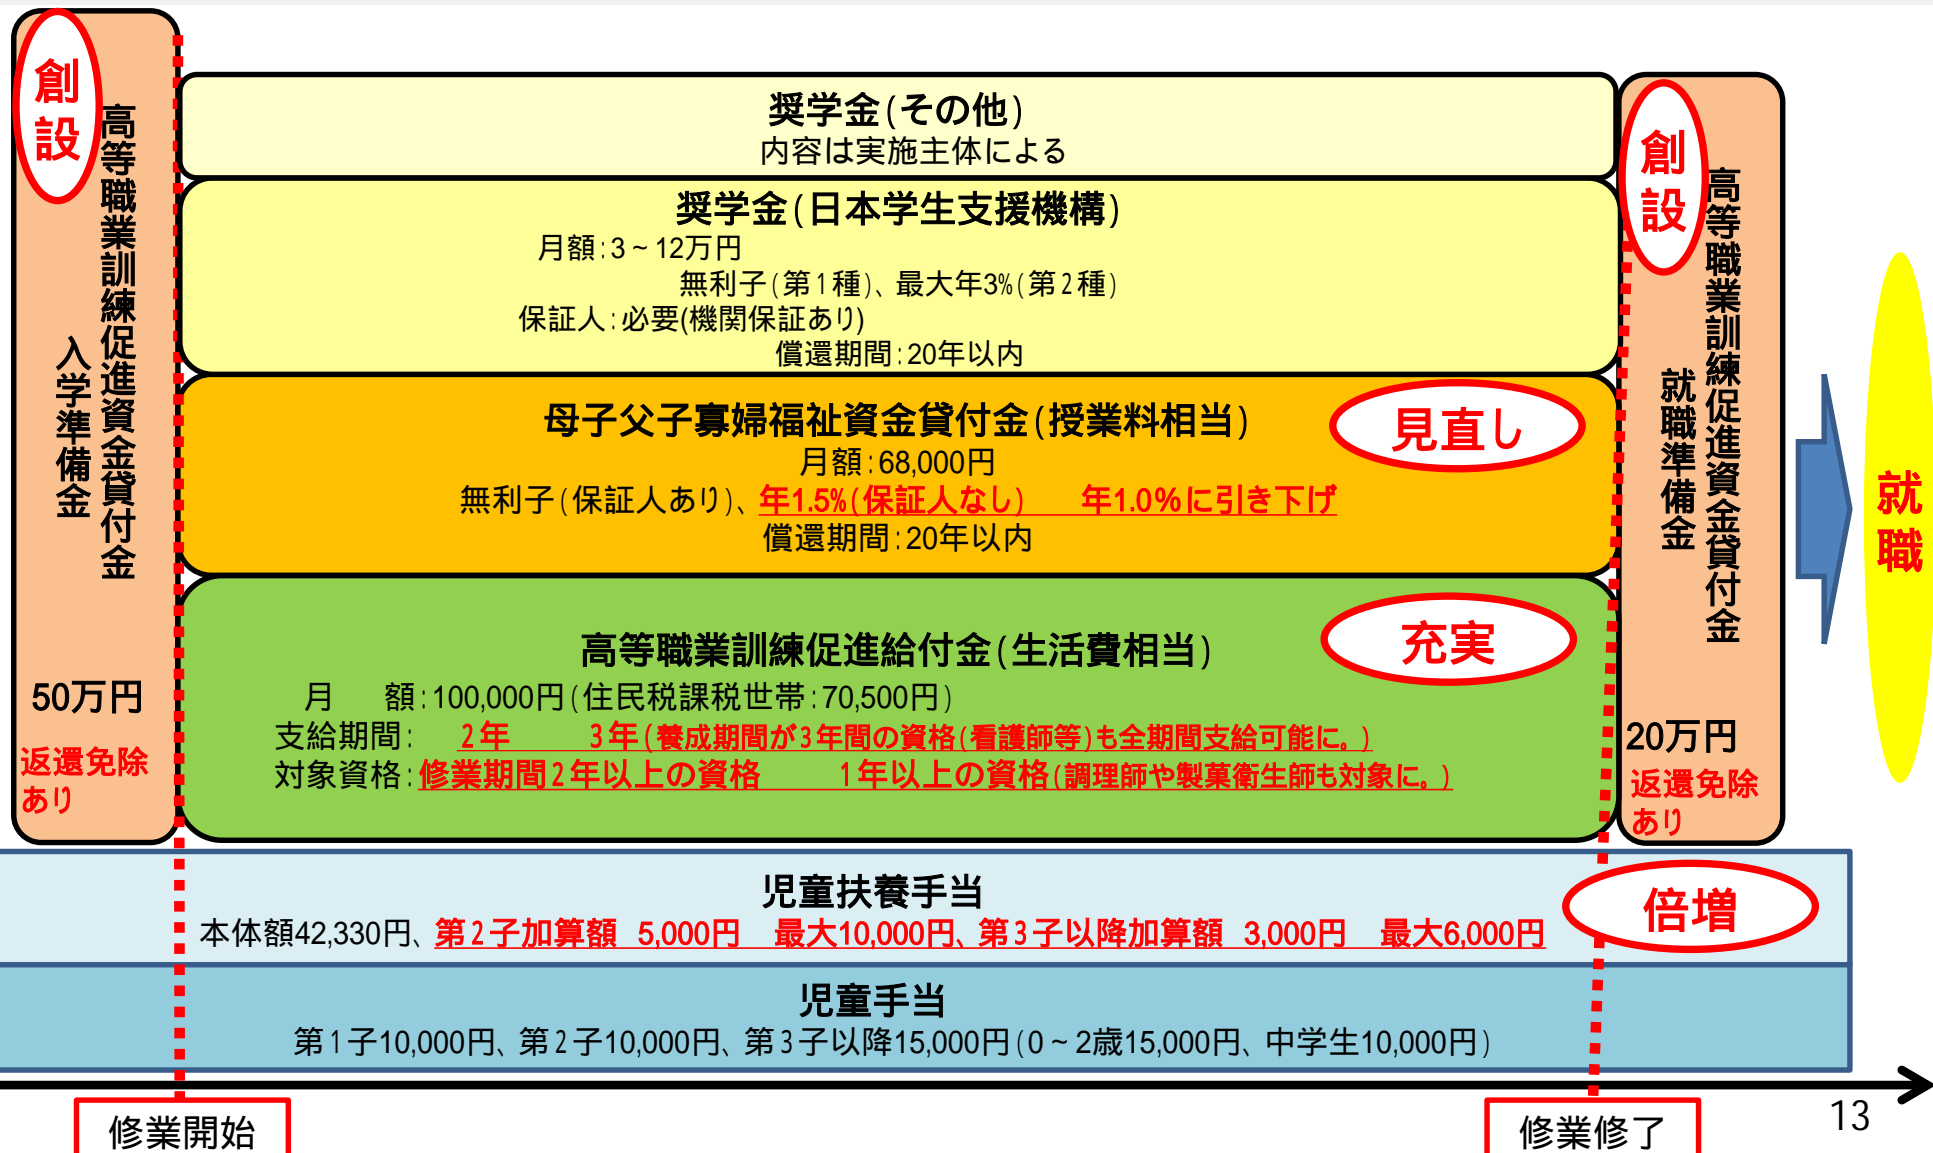 創設
高等職業訓練促進資金貸付金
入学準備金
50万円
返還免除
あり
奨学金(その他)
内容は実施主体による
奨学金(日本学生支援機構)
月額:3~12万円
無利子(第1種)、最大年3%(第2種)
保証人:必要(機関保証あり)
償還期間:20年以内
母子父子寡婦福祉資金貸付金(授業料相当)
見直し
月額:68,000円
無利子(保証人あり)、年1.5%(保証人なし) 年1.0%に引き下げ
償還期間:20年以内
高等職業訓練促進給付金(生活費相当)
充実
月 額:100,000円(住民税課税世帯:70,500円)
支給期間: 2年 3年(養成期間が3年間の資格(看護師等)も全期間支給可能に。)
対象資格:修業期間2年以上の資格 1年以上の資格(調理師や製菓衛生師も対象に。)
創設
高等職業訓練促進資金貸付金
就職準備金
20万円
返還免除
あり
就職
児童扶養手当
倍増
本体額42,330円、第2子加算額 5,000円 最大10,000円、第3子以降加算額 3,000円 最大6,000円
児童手当
第1子10,000円、第2子10,000円、第3子以降15,000円(0~2歳15,000円、中学生10,000円)
修業開始
修業修了
13